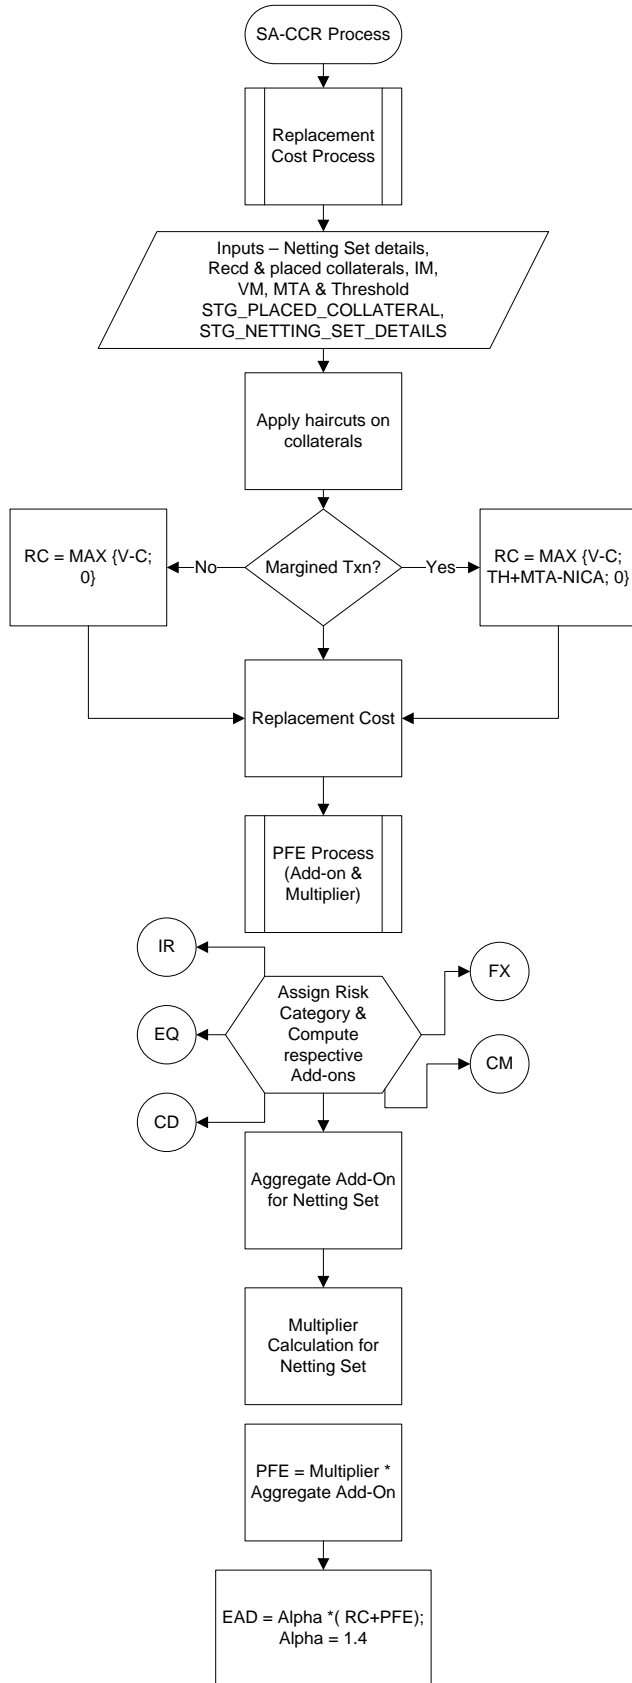 SA-CCR Process
Replacement
Cost Process
Inputs – Netting Set details,
Recd & placed collaterals, IM,
VM, MTA & Threshold
STG_PLACED_COLLATERAL,
STG_NETTING_SET_DETAILS
Apply haircuts on
collaterals
RC = MAX {V-C;
0}
No
Margined Txn?
Yes
RC = MAX {V-C;
TH+MTA-NICA; 0}
Replacement Cost
PFE Process
(Add-on &
Multiplier)
IR
FX
EQ
Assign Risk
Category &
Compute
respective
Add-ons
CM
CD
Aggregate Add-On
for Netting Set
Multiplier
Calculation for
Netting Set
PFE = Multiplier *
Aggregate Add-On
EAD = Alpha *( RC+PFE);
Alpha = 1.4